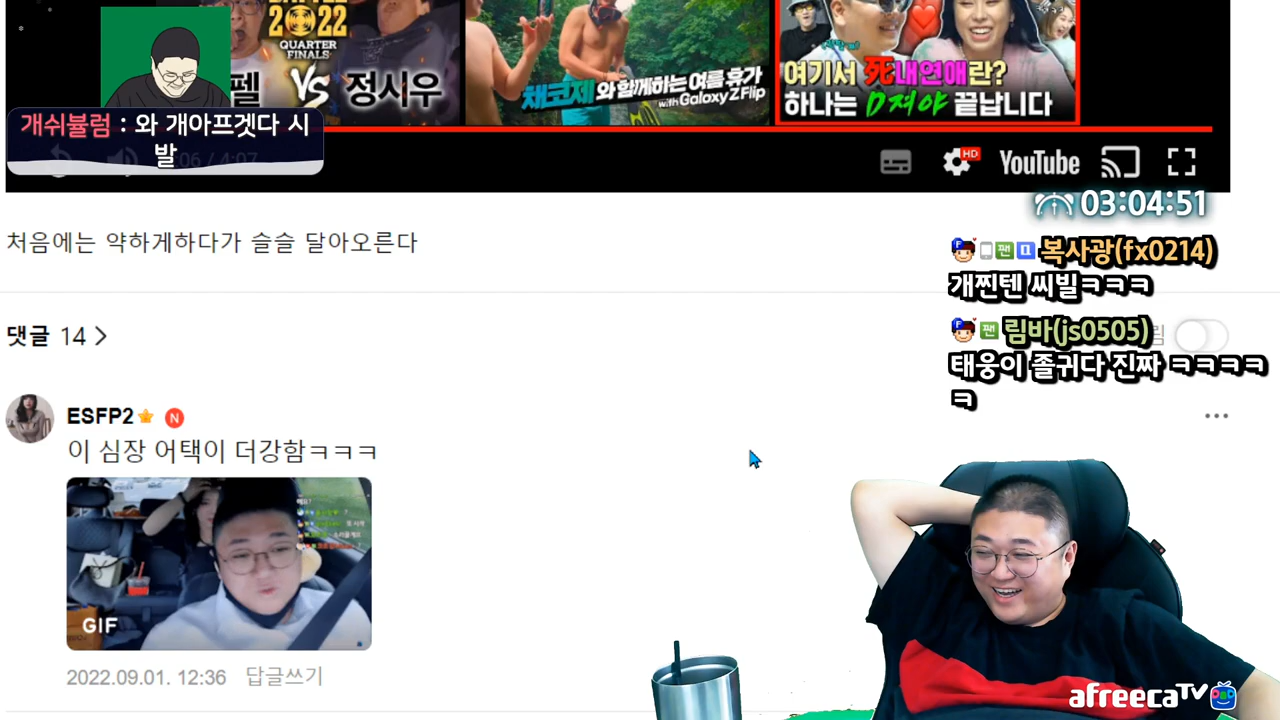 2022
QUARTER
FINALS
펠 VS 정시우
채코제와 함께하는 여름 휴가
with Galaxy Z Flip
여기서 死내연애란?
하나는 D져야 끝납니다
개쉬뷸럼 : 와 개아프겟다 시
발
HD
YouTube
03:04:51
처음에는 약하게하다가 슬슬 달아오른다
복사광(fx0214)
개찐텐 씨빌ㅋㅋㅋ
댓글 14
팬 림바(js0505)
림
태웅이 졸귀다 진짜 ㅋㅋㅋㅋ
ㅋ
ESFP2 N
이 심장 어택이 더강함ㅋㅋㅋ
GIF
2022.09.01. 12:36 답글쓰기
afreecaTV